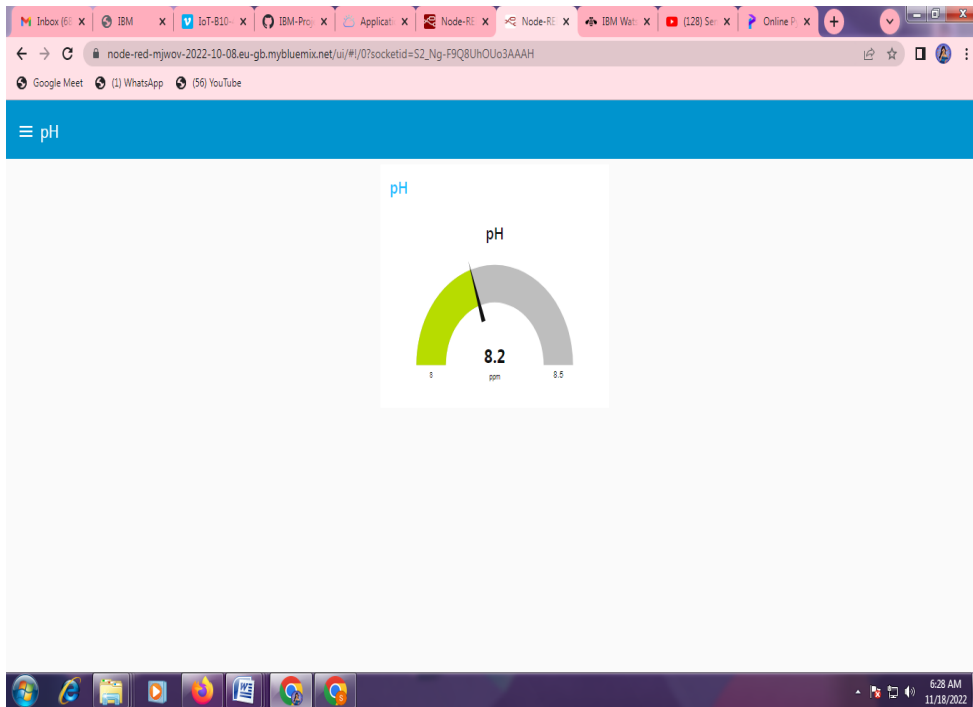 Inbox (68
IBM
IoT-B10-
IBM-Proj
Applicati
Node-RE
Node-RE
IBM Wat
(128) Ser
Online P
node-red-mjwov-2022-10-08.eu-gb.mybluemix.net/ui/#!/0?socketid=S2_Ng-F9Q8UhOUo3AAAH
Google Meet (1) WhatsApp (56) YouTube
pH
pH
pH
8.2
8 ppm 8.5
6:28 AM
11/18/2022